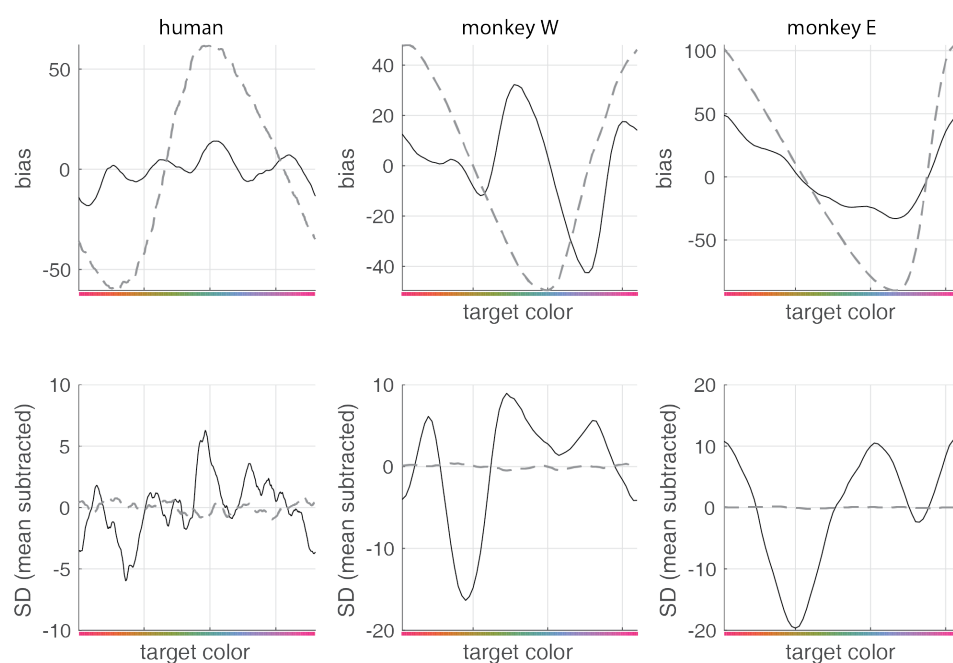 human
monkey W
monkey E
bias
50
0
-50
bias
40
20
0
-20
-40
target color
bias
100
50
0
-50
target color
SD (mean subtracted)
10
5
0
-5
-10
target color
SD (mean subtracted)
10
0
-10
-20
target color
SD (mean subtracted)
20
10
0
-10
-20
target color